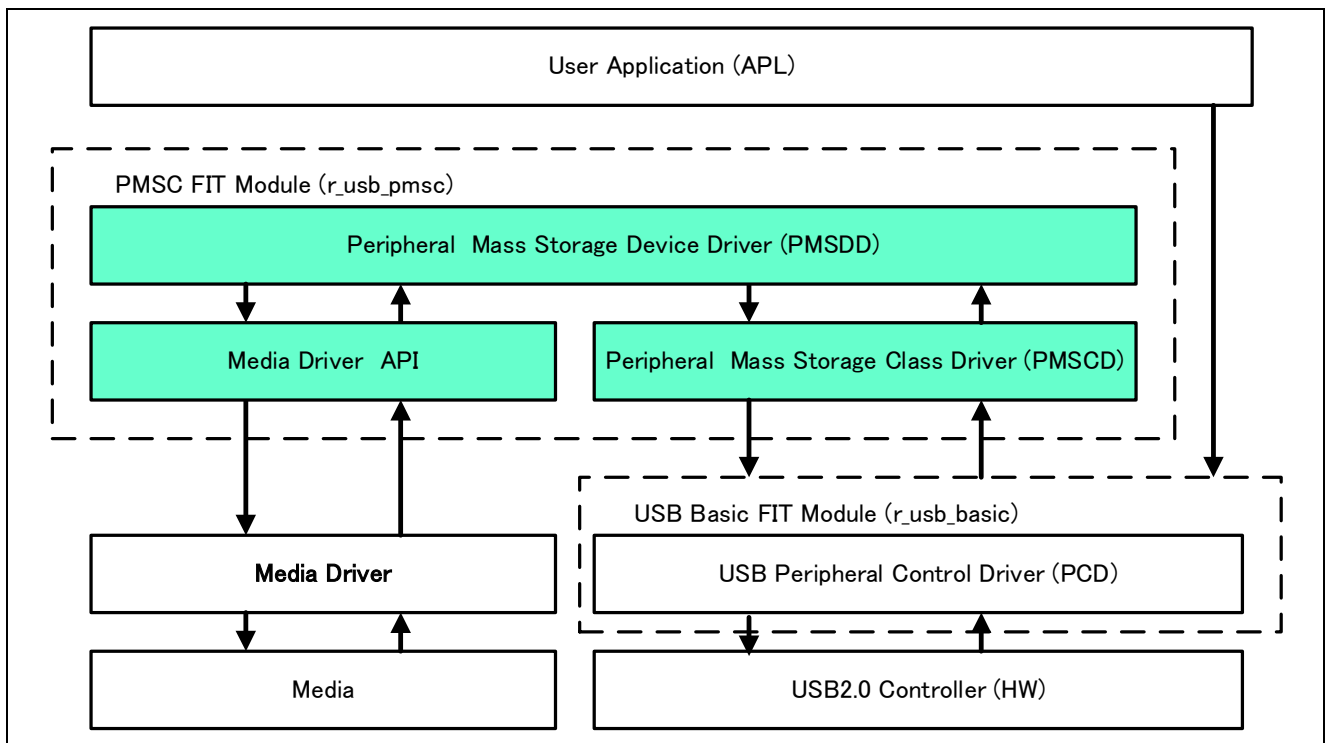 User Application (APL)
PMSC FIT Module (r_usb_pmsc)
Peripheral  Mass Storage Device Driver (PMSDD)
Media Driver  API
Peripheral  Mass Storage Class Driver (PMSCD)
USB Basic FIT Module (r_usb_basic)
Media Driver
USB Peripheral Control Driver (PCD)
Media
USB2.0 Controller (HW)